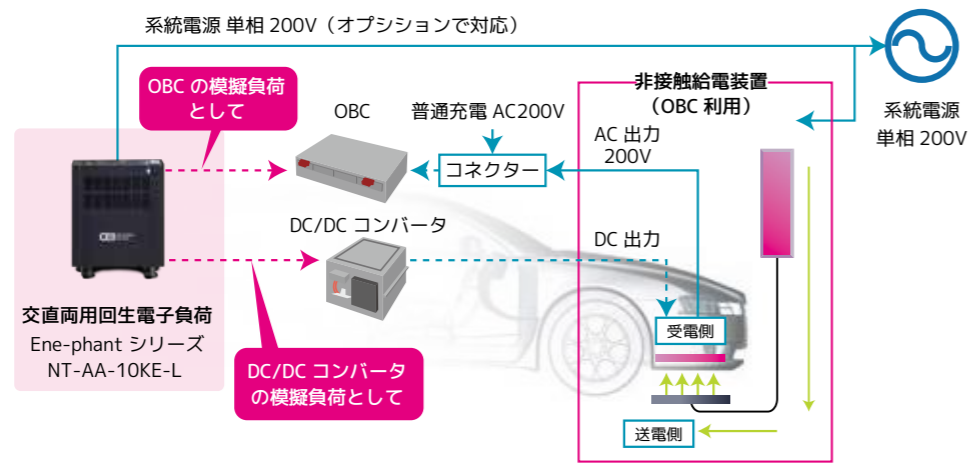 系統電源 単相 200V（オプションで対応）
OBC の模擬負荷
として
OBC
普通充電 AC200V
コネクター
非接触給電装置
（OBC 利用）
AC 出力
200V
系統電源
単相 200V
DC/DC コンバータ
DC 出力
受電側
送電側
交直両用回生電子負荷
Ene-phant シリーズ
NT-AA-10KE-L
DC/DC コンバータ
の模擬負荷として